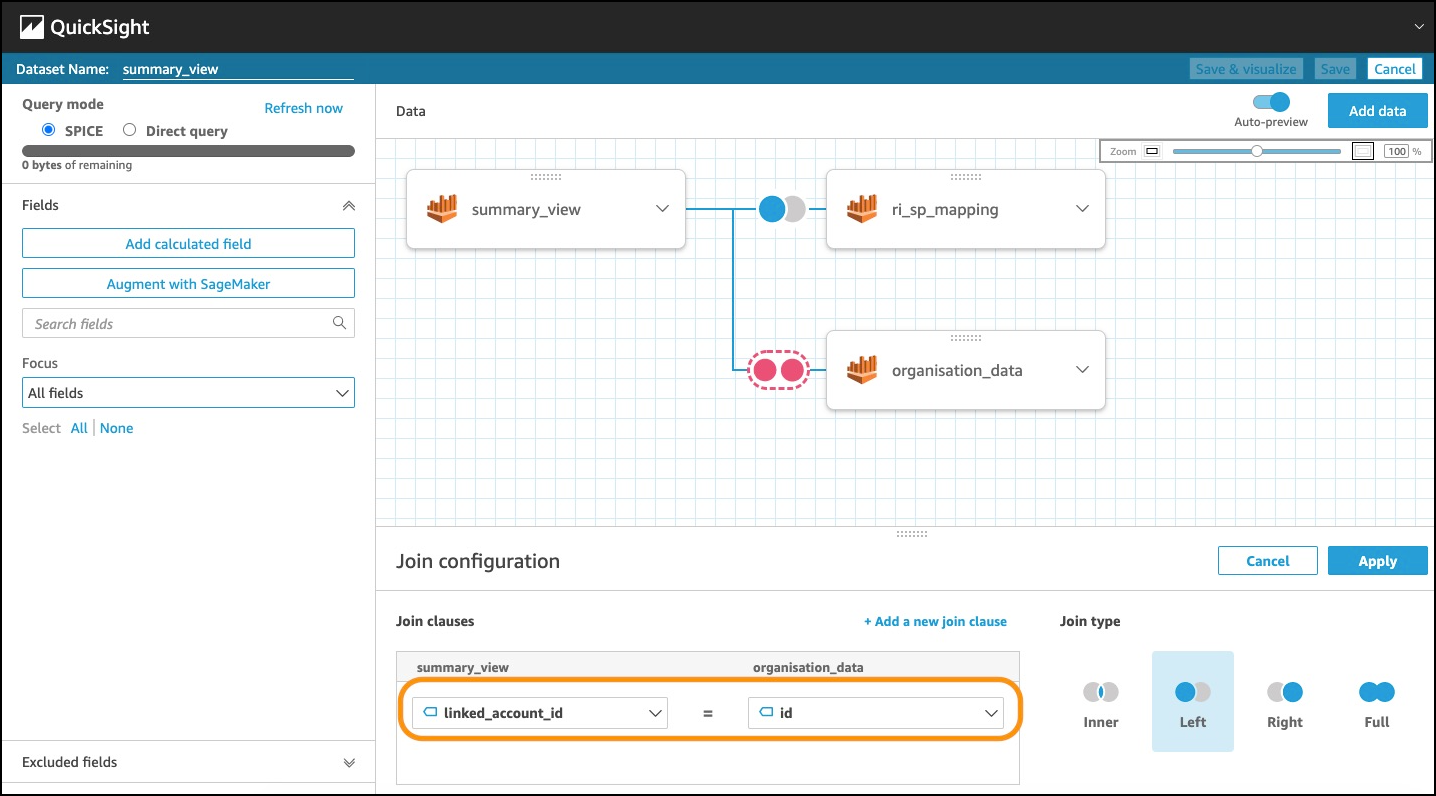 QuickSight
Dataset Name: summary_view
Save & visualize Save Cancel
Query mode Refresh now
SPICE Direct query
0 bytes of remaining
Fields
Add calculated field
Augment with SageMaker
Search fields
Focus
All fields
Select All None
Excluded fields
Data
Auto-preview
Add data
Zoom 100 %
summary_view
ri_sp_mapping
organisation_data
Join configuration
Cancel Apply
Join clauses
+ Add a new join clause
summary_view organisation_data
linked_account_id = id
Join type
Inner Left Right Full